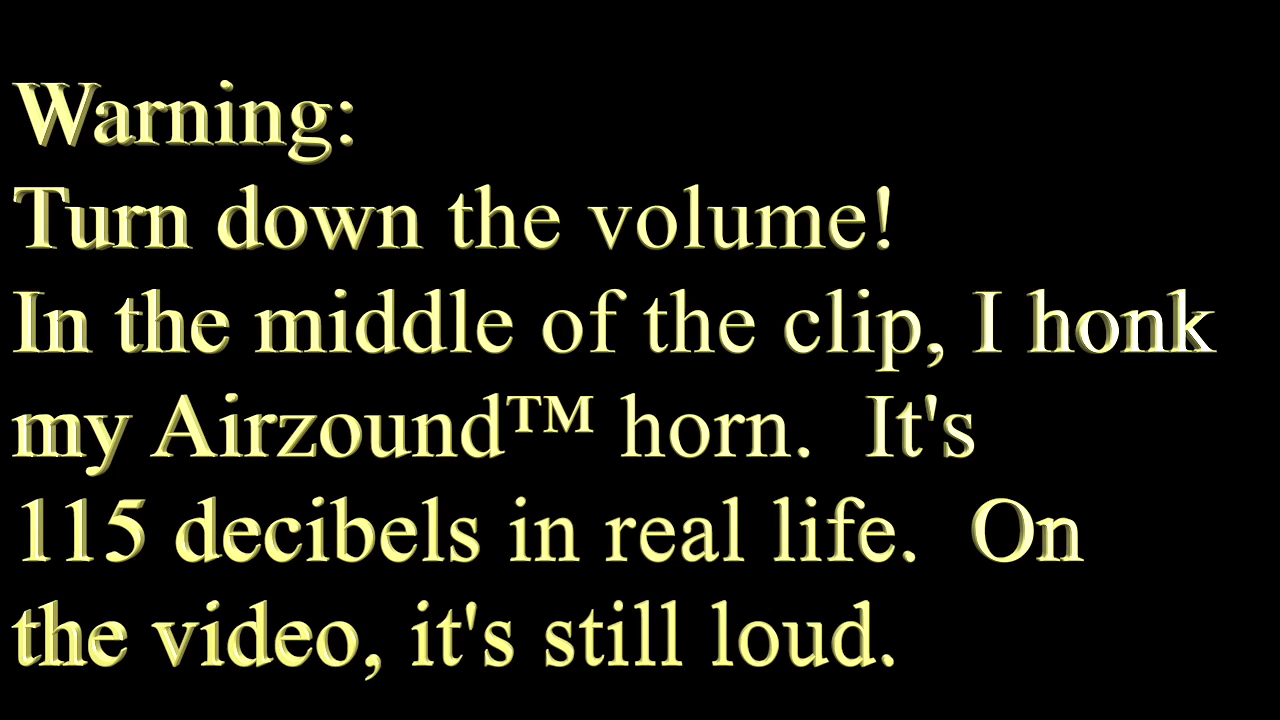 Warning:
Turn down the volume!
In the middle of the clip, I honk
my Airzound™ horn.  It's
115 decibels in real life.  On
the video, it's still loud.